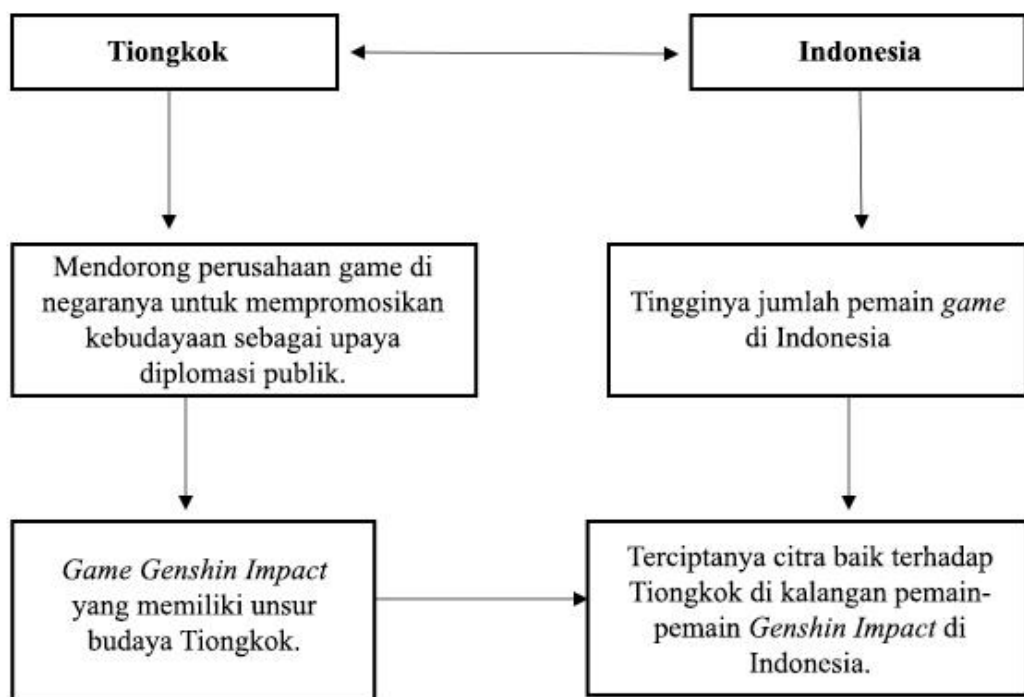 Tiongkok
Indonesia
Mendorong perusahaan game di
negaranya untuk mempromosikan
kebudayaan sebagai upaya
diplomasi publik.
Tingginya jumlah pemain game
di Indonesia
Game Genshin Impact
yang memiliki unsur
budaya Tiongkok.
Terciptanya citra baik terhadap
Tiongkok di kalangan pemain-
pemain Genshin Impact di
Indonesia.